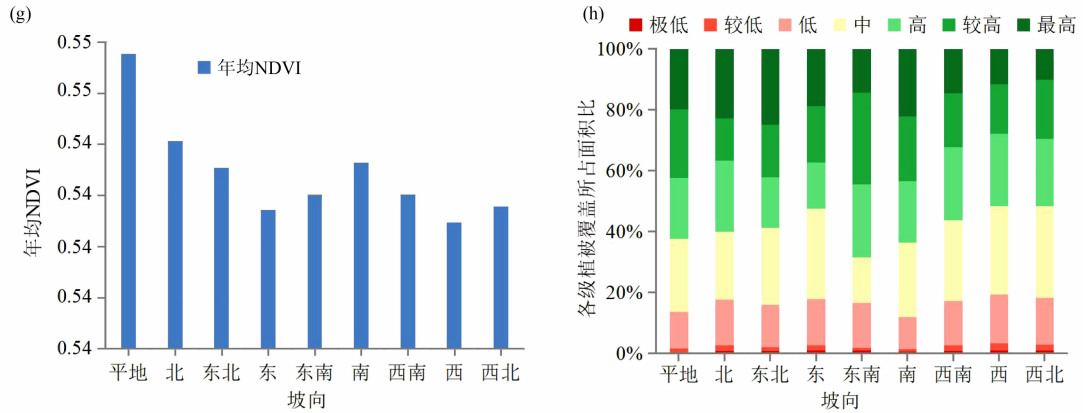 (g)
0.55
0.55
0.54
0.54
0.54
0.54
0.54
年均NDVI
年均NDVI
平地 北 东北 东 东南 南 西南 西 西北
坡向
(h)
极低 较低 低 中 高 较高 最高
100%
80%
60%
40%
20%
0%
各级植被覆盖所占面积比
平地 北 东北 东 东南 南 西南 西 西北
坡向